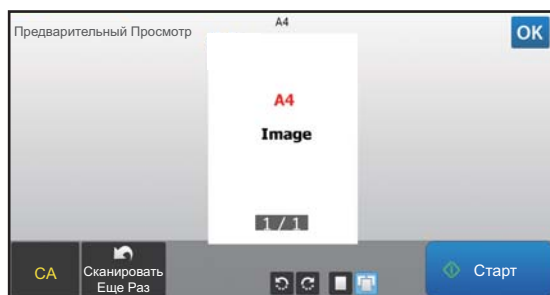 A4
Предварительный Просмотр
OK
A4
Image
1 / 1
CA
Сканировать
Еще Раз
Старт